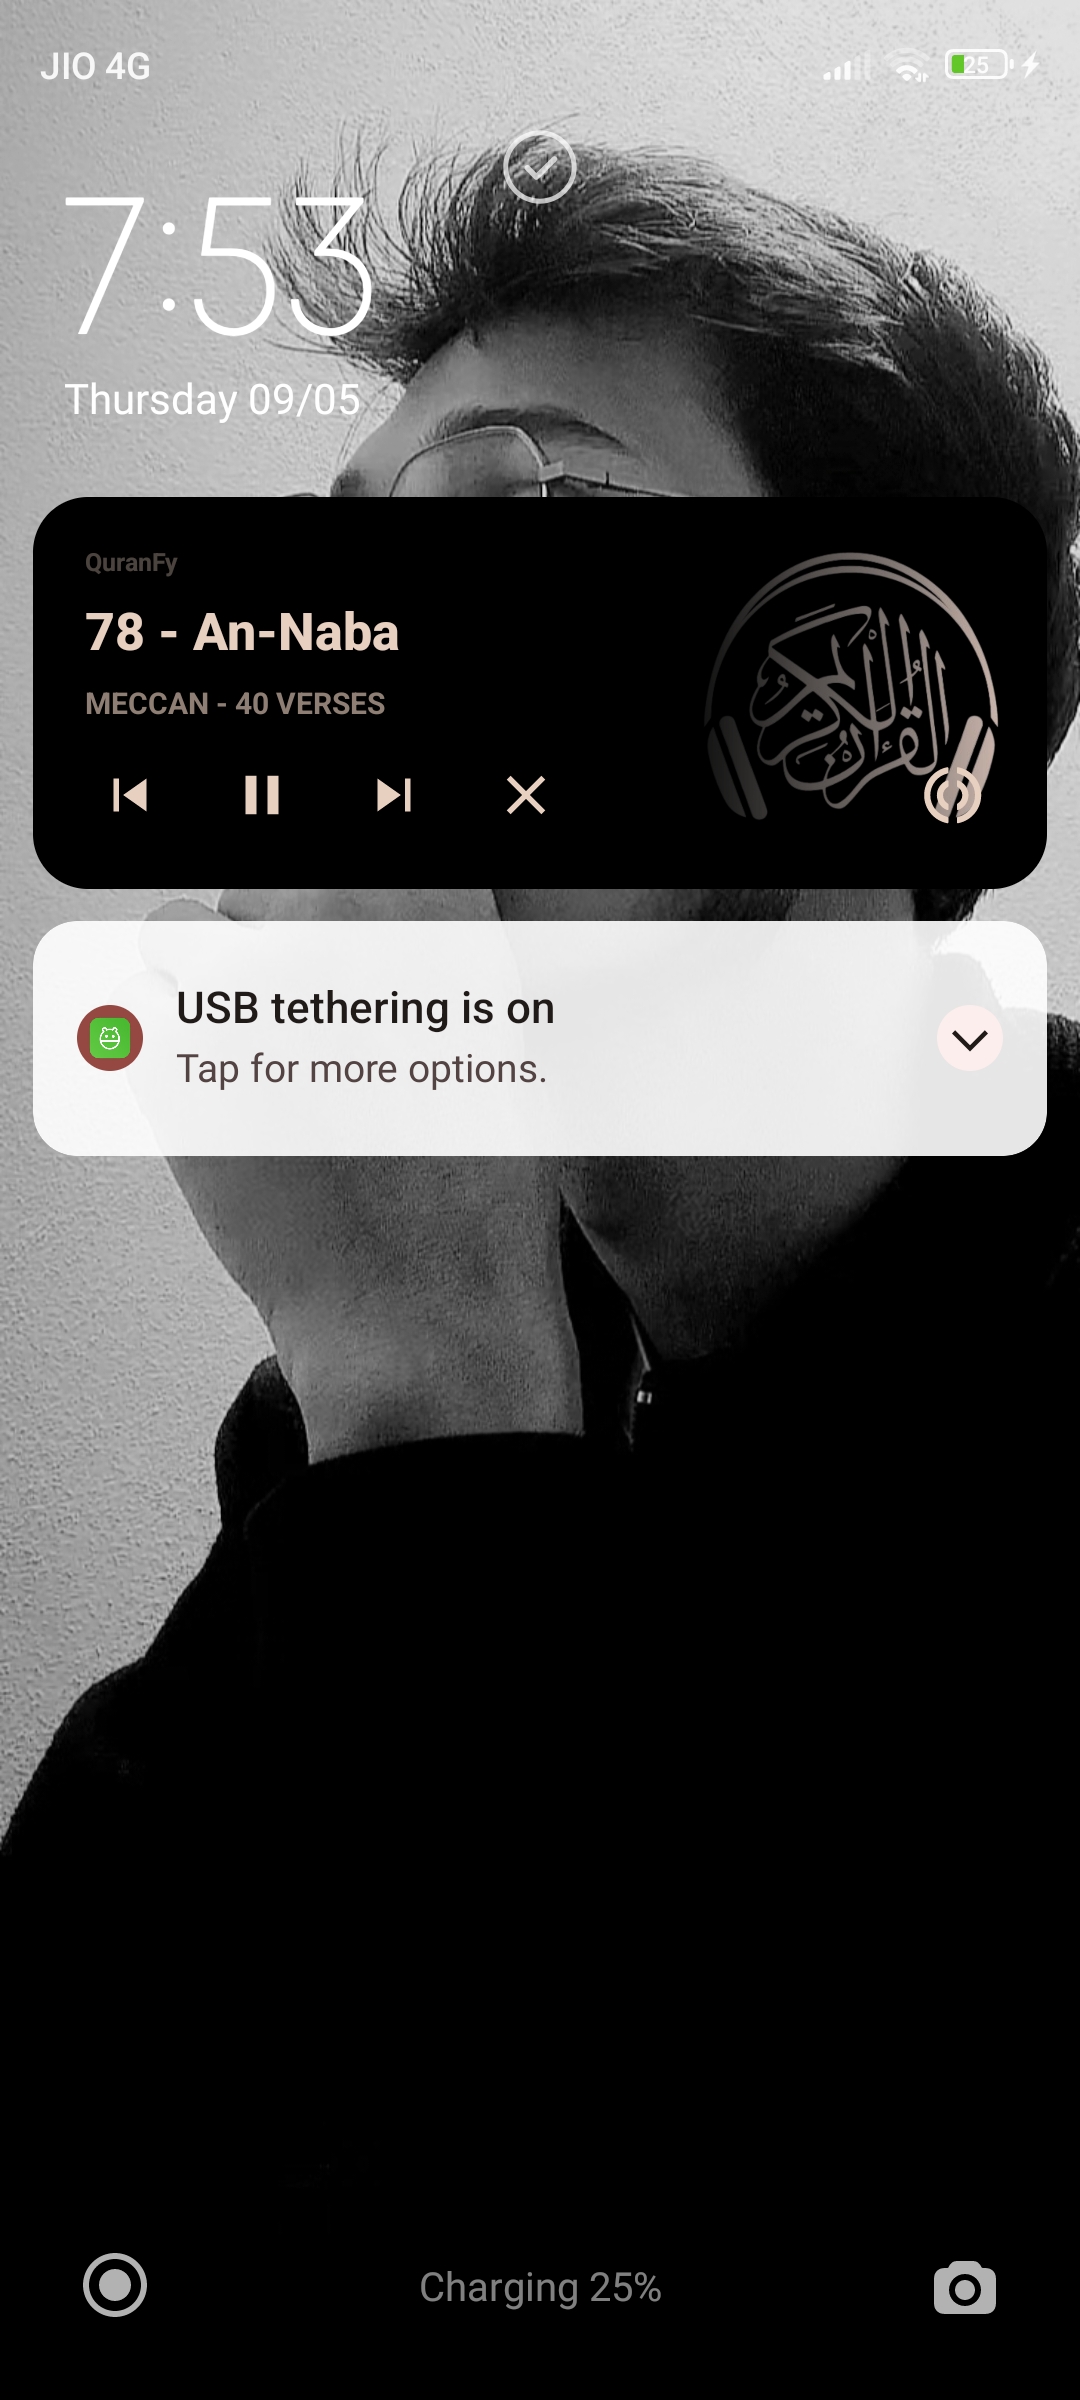 JIO 4G
25
7:53
Thursday 09/05
QuranFy
78 - An-Naba
MECCAN - 40 VERSES
القرآن الكريم
USB tethering is on
Tap for more options.
Charging 25%